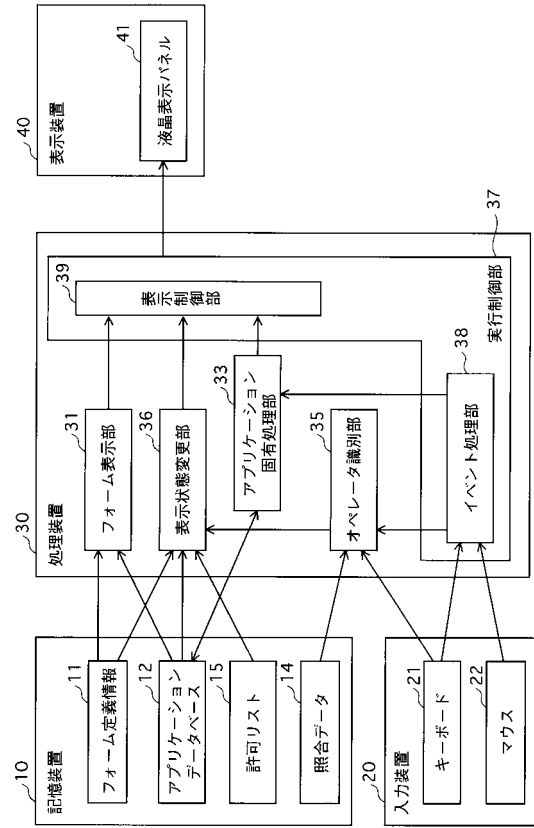 10
記憶装置
11
フォーム定義情報
12
アプリケーション
データベース
15
許可リスト
14
照合データ
20
入力装置
21
キーボード
22
マウス
30
処理装置
31
フォーム表示部
36
表示状態変更部
33
アプリケーション
固有処理部
35
オペレータ識別部
39
表示制御部
38
イベント処理部
実行制御部
37
40
表示装置
41
液晶表示パネル